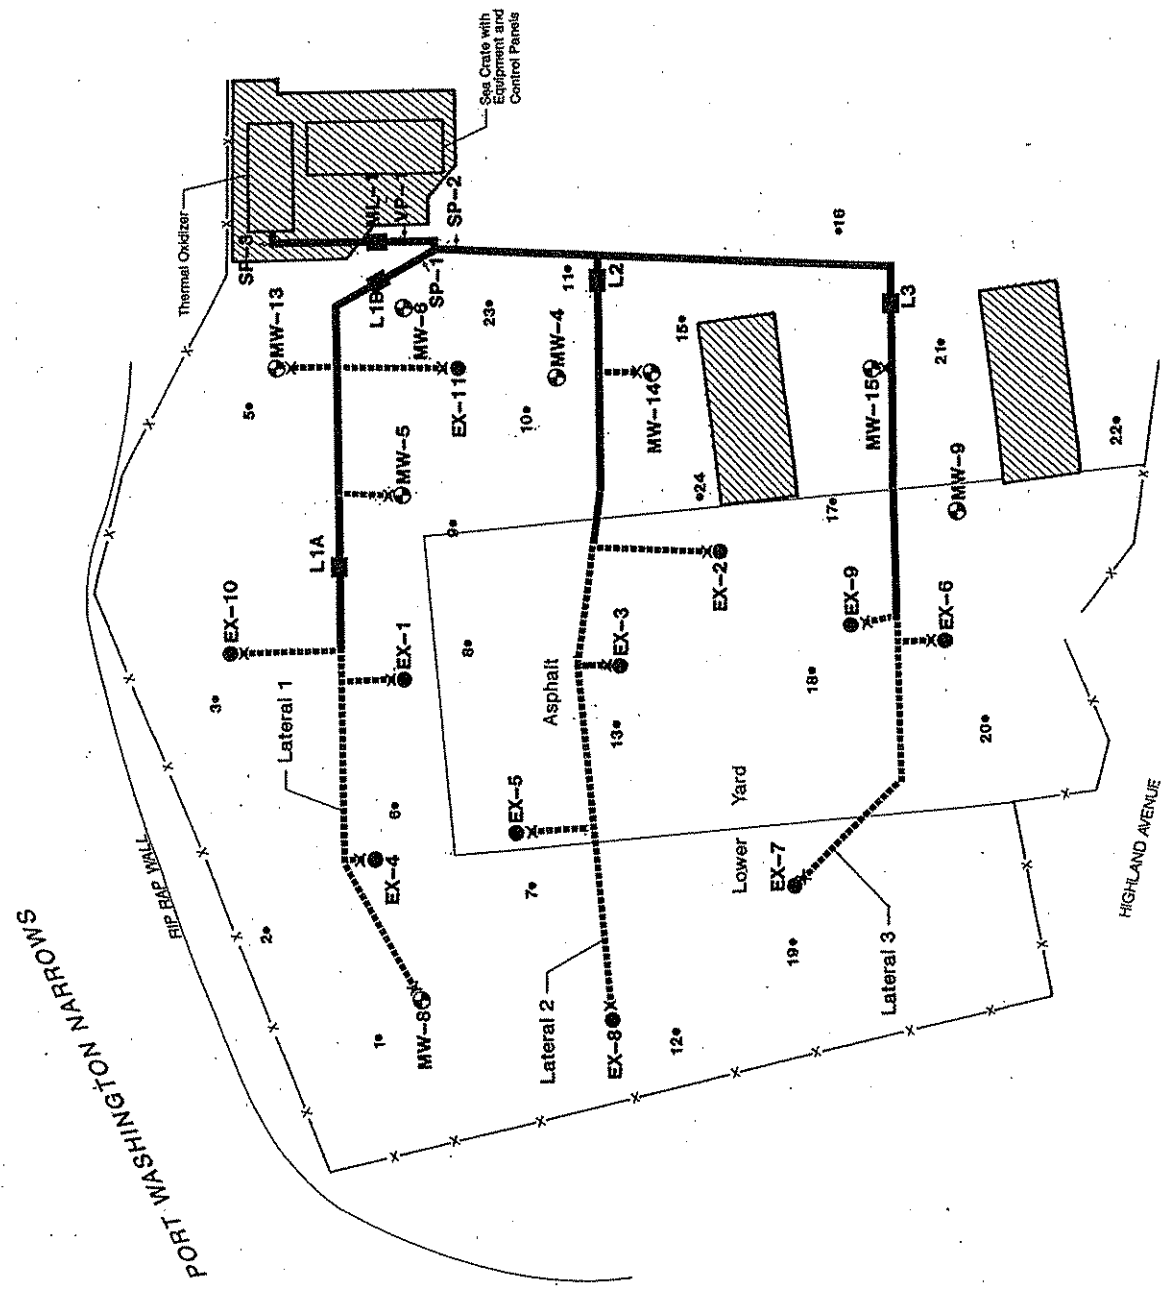 PORT WASHINGTON NARROWS
RIP RAP WALL
Thermal Oxidizer
Sea Crate with
Equipment and
Control Panels
SP-3
SP-2
SP-1
L1B
MW-13
MW-6
EX-11
5
23
11
L2
16
MW-4
10
MW-14
15
L3
21
MW-15
22
MW-9
MW-5
L1A
9
24
17
EX-10
EX-1
3
Lateral 1
8
Asphalt
EX-3
EX-2
EX-9
EX-6
18
20
13
EX-5
6
EX-4
2
7
Lower Yard
EX-7
1
MW-8
Lateral 2
EX-8
12
19
Lateral 3
HIGHLAND AVENUE